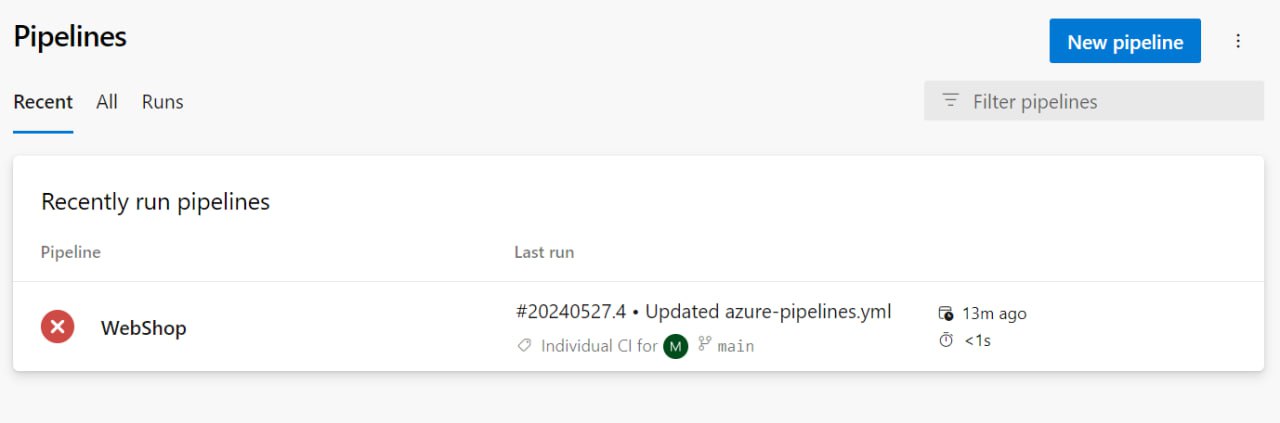 Pipelines
New pipeline
Recent All Runs
Filter pipelines
Recently run pipelines
Pipeline Last run
WebShop
#20240527.4 • Updated azure-pipelines.yml
13m ago
Individual CI for M main
<1s